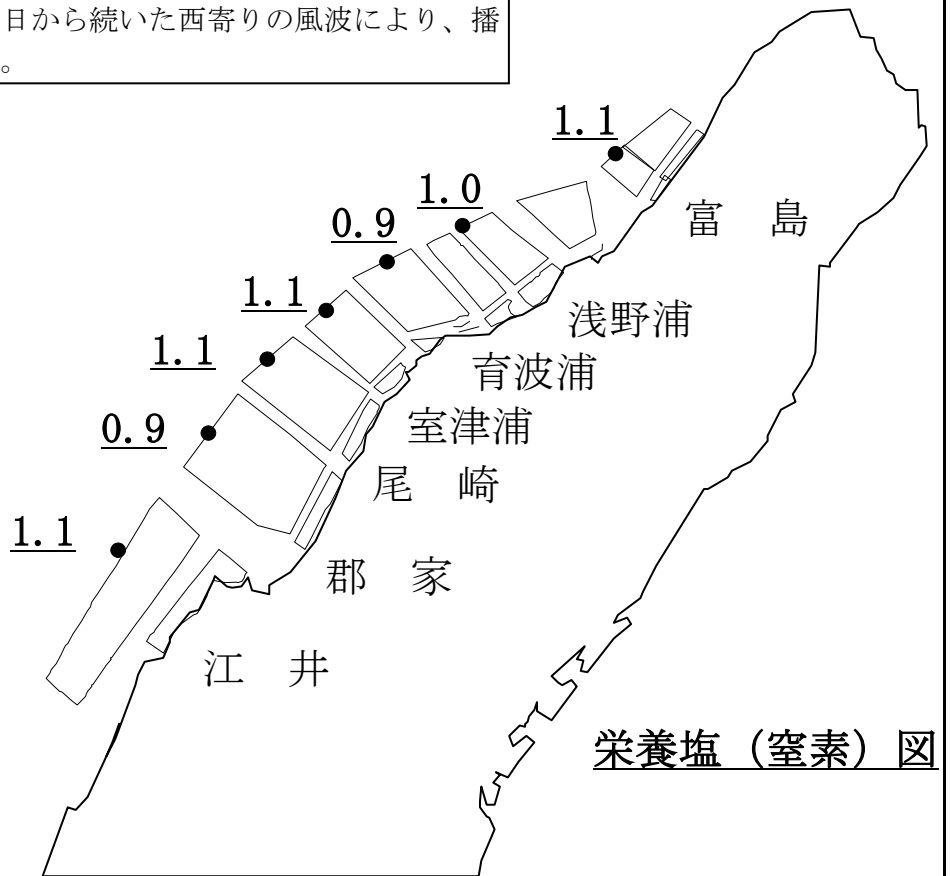 日から続いた西寄りの風波により、播
。
1.1
1.0
0.9
富　島
1.1
浅野浦
1.1
育波浦
0.9
室津浦
尾　崎
1.1
郡　家
江　井
栄養塩（窒素）図